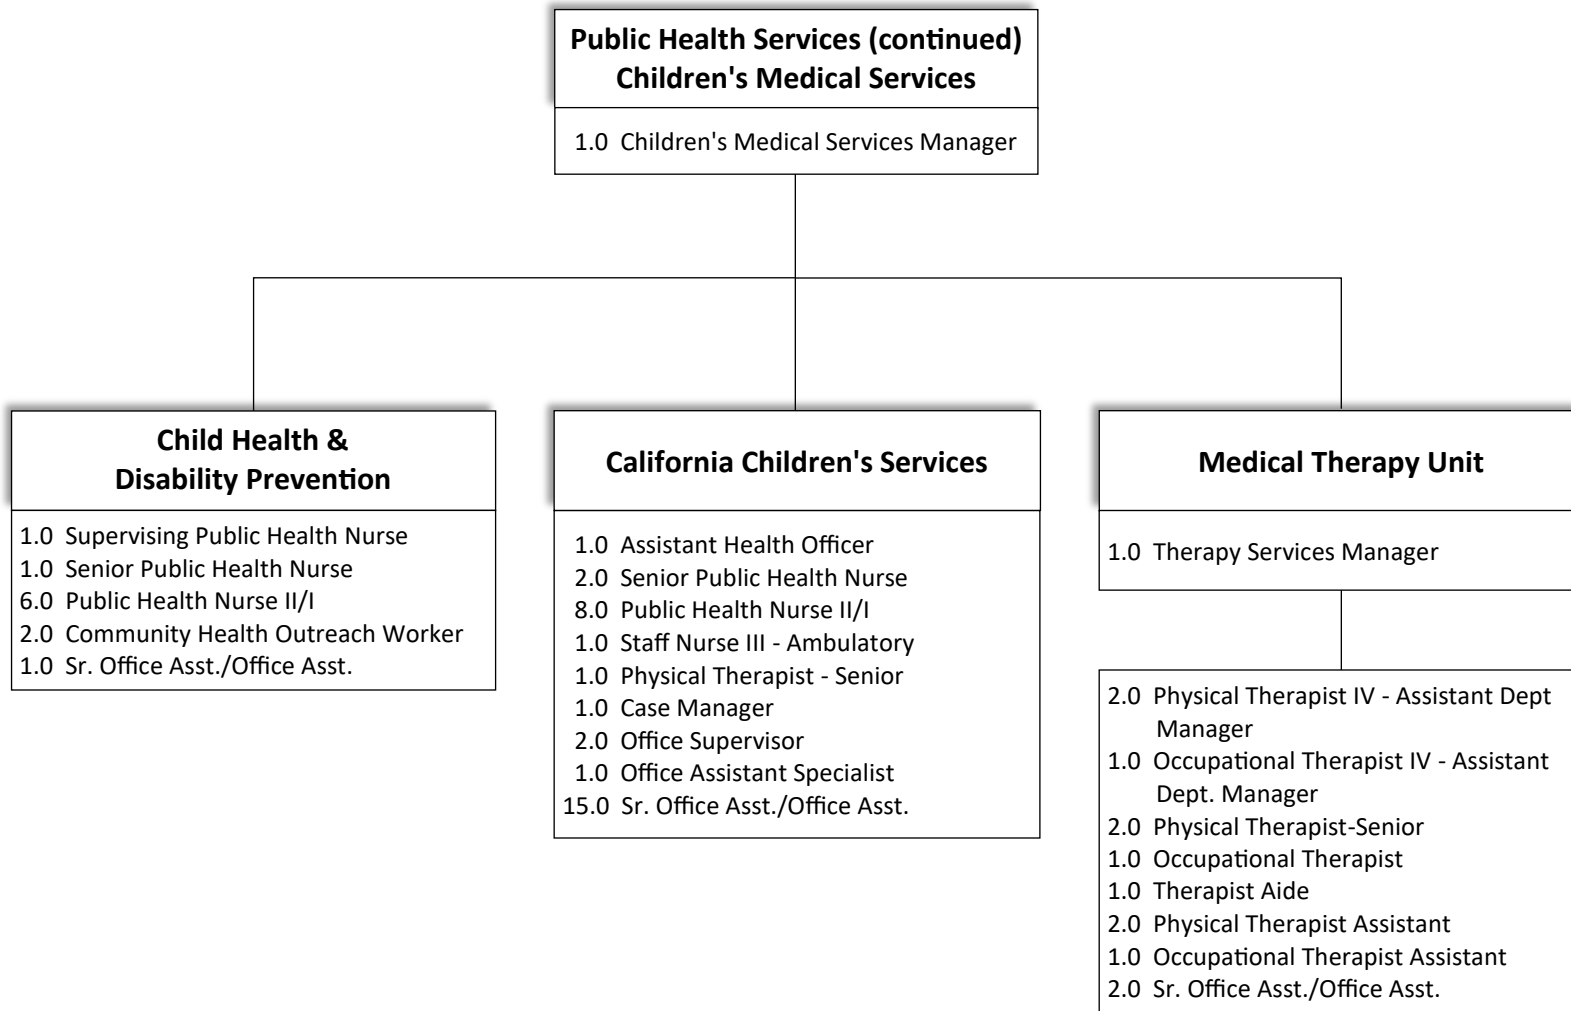 Public Health Services (continued)
Children's Medical Services
1.0 Children's Medical Services Manager
Child Health &
Disability Prevention
1.0 Supervising Public Health Nurse
1.0 Senior Public Health Nurse
6.0 Public Health Nurse II/I
2.0 Community Health Outreach Worker
1.0 Sr. Office Asst./Office Asst.
California Children's Services
1.0 Assistant Health Officer
2.0 Senior Public Health Nurse
8.0 Public Health Nurse II/I
1.0 Staff Nurse III - Ambulatory
1.0 Physical Therapist - Senior
1.0 Case Manager
2.0 Office Supervisor
1.0 Office Assistant Specialist
15.0 Sr. Office Asst./Office Asst.
Medical Therapy Unit
1.0 Therapy Services Manager
2.0 Physical Therapist IV - Assistant Dept
Manager
1.0 Occupational Therapist IV - Assistant
Dept. Manager
2.0 Physical Therapist-Senior
1.0 Occupational Therapist
1.0 Therapist Aide
2.0 Physical Therapist Assistant
1.0 Occupational Therapist Assistant
2.0 Sr. Office Asst./Office Asst.